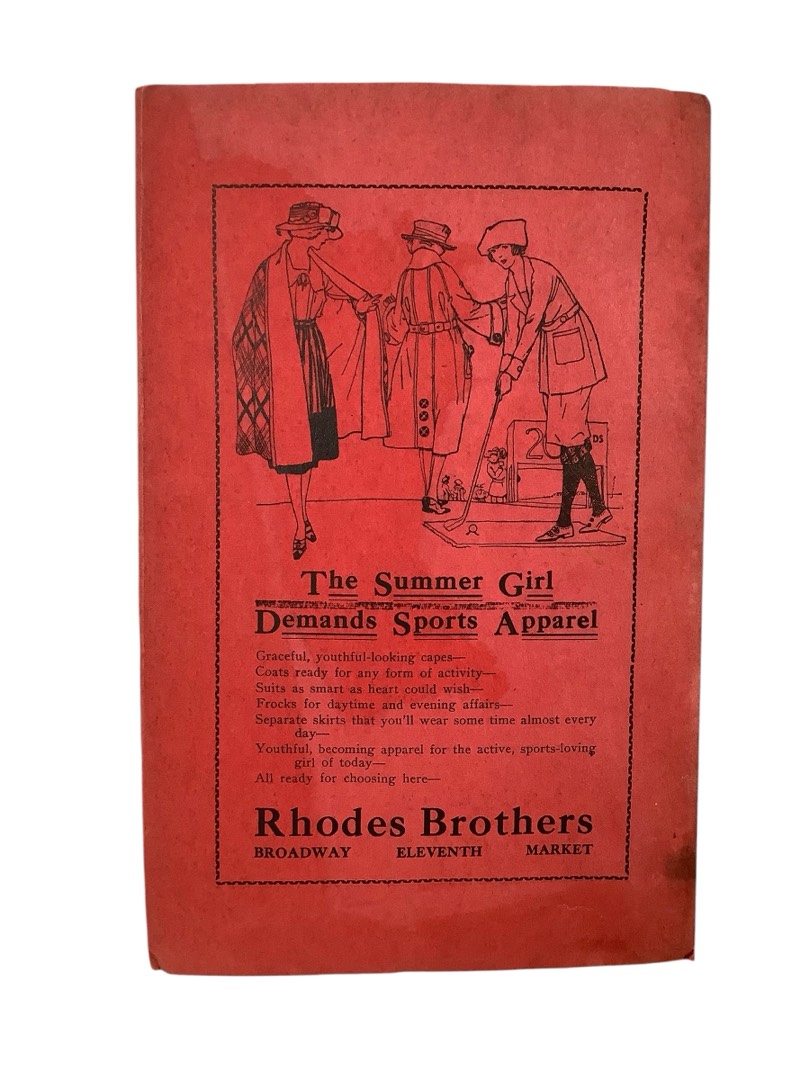 2
DS
The Summer Girl
Demands Sports Apparel
Graceful, youthful-looking capes—
Coats ready for any form of activity—
Suits as smart as heart could wish—
Frocks for daytime and evening affairs—
Separate skirts that you'll wear some time almost every
day—
Youthful, becoming apparel for the active, sports-loving
girl of today—
All ready for choosing here—
Rhodes Brothers
BROADWAY ELEVENTH MARKET